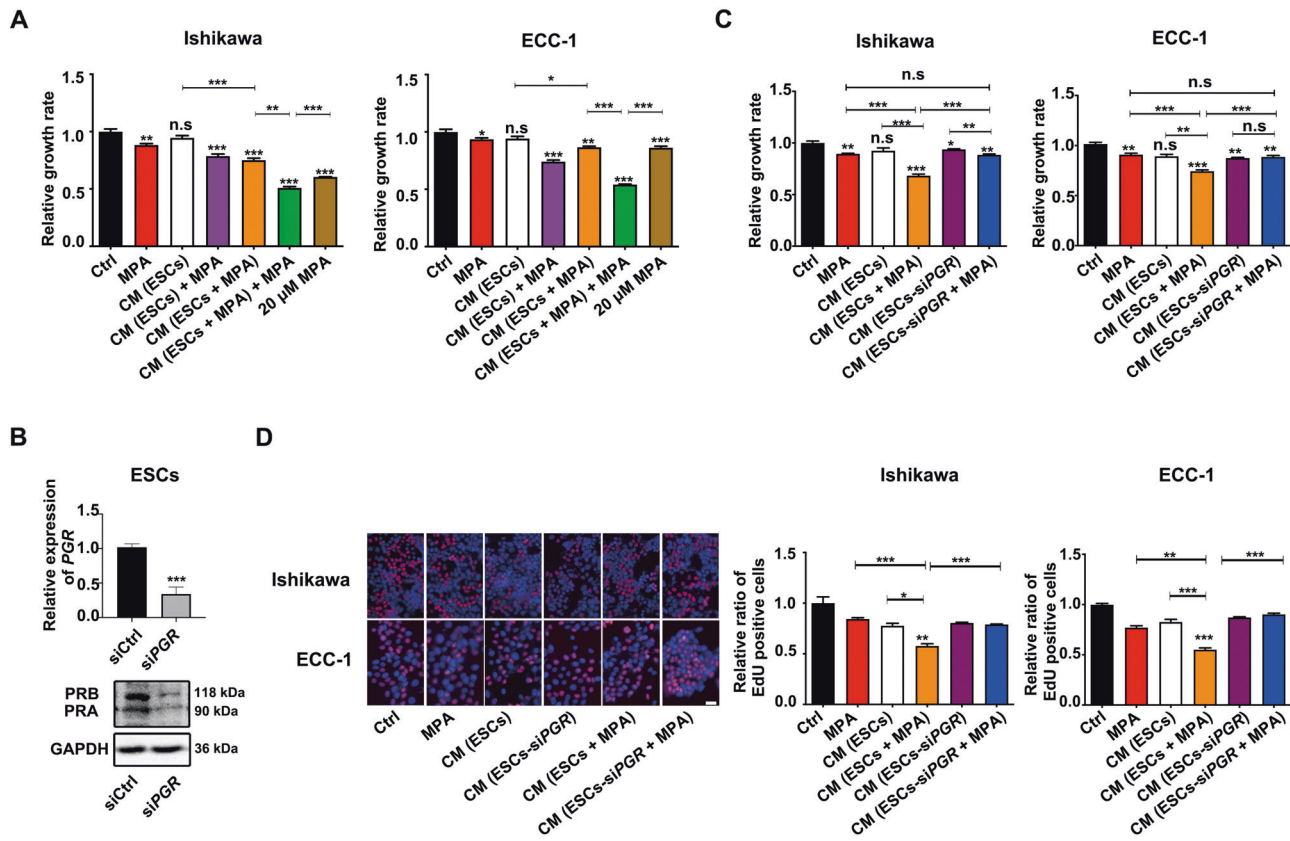 A
Ishikawa
Relative growth rate
1.5
1.0
0.5
0.0
***
** ***
** n.s *** *** *** ***
Ctrl
MPA
CM (ESCs)
CM (ESCs) + MPA
CM (ESCs + MPA)
CM (ESCs + MPA) + MPA
20 μM MPA
ECC-1
Relative growth rate
1.5
1.0
0.5
0.0
*
*** ***
* n.s *** ** *** ***
Ctrl
MPA
CM (ESCs)
CM (ESCs) + MPA
CM (ESCs + MPA)
CM (ESCs + MPA) + MPA
20 μM MPA
C
Ishikawa
Relative growth rate
1.5
1.0
0.5
0.0
n.s
*** ***
*** **
** n.s *** * **
Ctrl
MPA
CM (ESCs)
CM (ESCs + MPA)
CM (ESCs-siPGR)
CM (ESCs-siPGR + MPA)
ECC-1
Relative growth rate
1.5
1.0
0.5
0.0
n.s
*** ***
** n.s
** n.s *** ** **
Ctrl
MPA
CM (ESCs)
CM (ESCs + MPA)
CM (ESCs-siPGR)
CM (ESCs-siPGR + MPA)
B
ESCs
Relative expression
of PGR
1.5
1.0
0.5
0.0
***
siCtrl
siPGR
PRB 118 kDa
PRA 90 kDa
GAPDH 36 kDa
siCtrl
siPGR
D
Ishikawa
ECC-1
Ctrl
MPA
CM (ESCs)
CM (ESCs-siPGR)
CM (ESCs + MPA)
CM (ESCs-siPGR + MPA)
Ishikawa
Relative ratio of
EdU positive cells
1.5
1.0
0.5
0.0
*** ***
*
**
Ctrl
MPA
CM (ESCs)
CM (ESCs + MPA)
CM (ESCs-siPGR)
CM (ESCs-siPGR + MPA)
ECC-1
Relative ratio of
EdU positive cells
1.5
1.0
0.5
0.0
** ***
***
***
Ctrl
MPA
CM (ESCs)
CM (ESCs + MPA)
CM (ESCs-siPGR)
CM (ESCs-siPGR + MPA)